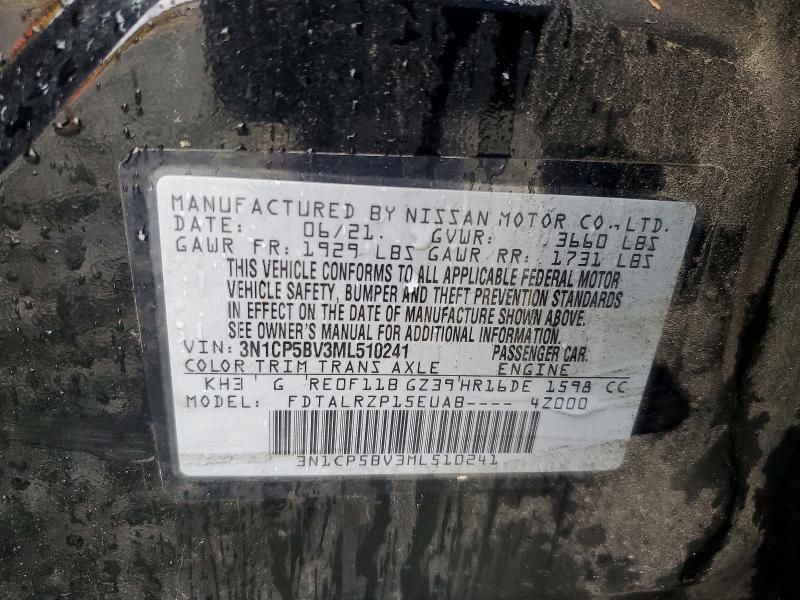 MANUFACTURED BY NISSAN MOTOR CO., LTD.
DATE: 06/21. GVWR: 3660 LBS
GAWR FR: 1929 LBS GAWR RR: 1731 LBS
THIS VEHICLE CONFORMS TO ALL APPLICABLE FEDERAL MOTOR
VEHICLE SAFETY, BUMPER AND THEFT PREVENTION STANDARDS
IN EFFECT ON THE DATE OF MANUFACTURE SHOWN ABOVE.
SEE OWNER'S MANUAL FOR ADDITIONAL INFORMATION.
VIN: 3N1CP5BV3ML510241 PASSENGER CAR.
COLOR TRIM TRANS AXLE ENGINE
KH3 G RE0F11B GZ39 HR16DE 1598 CC
MODEL: FDTALRZP15EUAB---- 4Z000
3N1CP5BV3ML510241